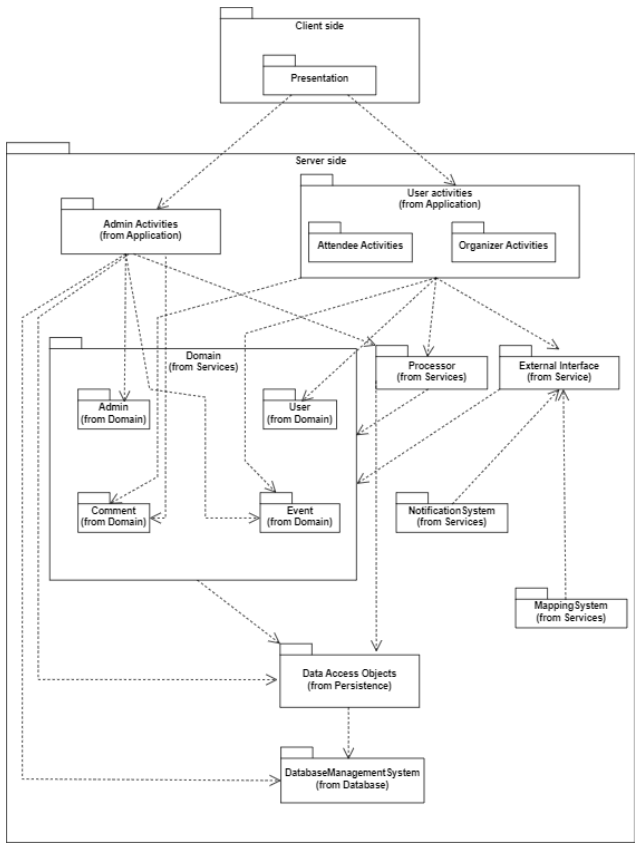 Client side
Presentation
Server side
Admin Activities
(from Application)
User activities
(from Application)
Attendee Activities
Organizer Activities
Domain
(from Services)
Processor
(from Services)
External Interface
(from Service)
Admin
(from Domain)
User
(from Domain)
Comment
(from Domain)
Event
(from Domain)
NotificationSystem
(from Services)
MappingSystem
(from Services)
Data Access Objects
(from Persistence)
DatabaseManagementSystem
(from Database)